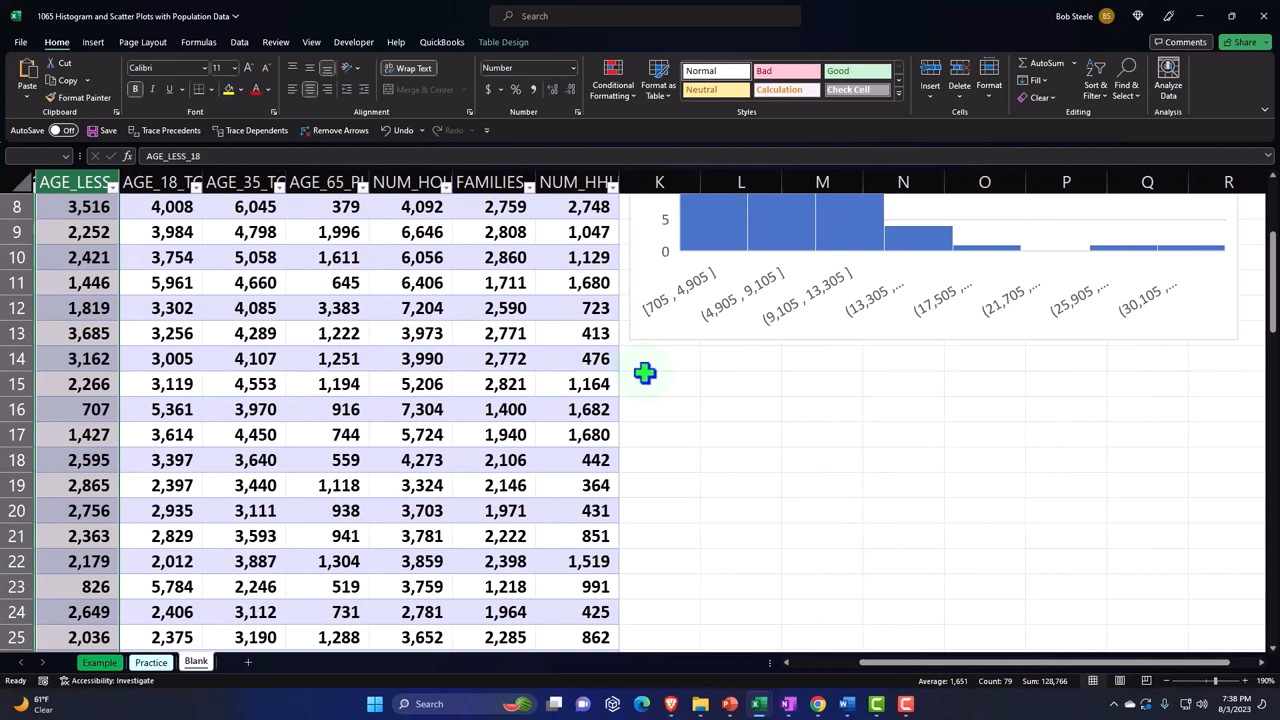 1065 Histogram and Scatter Plots with Population Data
Search
Bob Steele
BS
File Home Insert Page Layout Formulas Data Review View Developer Help QuickBooks Table Design
Comments
Share
Paste
Cut
Copy
Format Painter
Clipboard
Calibri
11
Font
Wrap Text
Merge & Center
Alignment
Number
Number
Conditional Formatting
Format as Table
Normal
Bad
Good
Neutral
Calculation
Check Cell
Styles
Insert
Delete
Format
Cells
AutoSum
Fill
Clear
Sort & Filter
Find & Select
Editing
Analyze Data
Analysis
AutoSave Off Save Trace Precedents Trace Dependents Remove Arrows Undo Redo
fx AGE_LESS_18
AGE_LESS AGE_18_TO AGE_35_TO AGE_65_PL NUM_HOU FAMILIES NUM_HHU K L M N O P Q R
8 3,516 4,008 6,045 379 4,092 2,759 2,748
9 2,252 3,984 4,798 1,996 6,646 2,808 1,047
10 2,421 3,754 5,058 1,611 6,056 2,860 1,129
11 1,446 5,961 4,660 645 6,406 1,711 1,680
12 1,819 3,302 4,085 3,383 7,204 2,590 723
13 3,685 3,256 4,289 1,222 3,973 2,771 413
14 3,162 3,005 4,107 1,251 3,990 2,772 476
15 2,266 3,119 4,553 1,194 5,206 2,821 1,164
16 707 5,361 3,970 916 7,304 1,400 1,682
17 1,427 3,614 4,450 744 5,724 1,940 1,680
18 2,595 3,397 3,640 559 4,273 2,106 442
19 2,865 2,397 3,440 1,118 3,324 2,146 364
20 2,756 2,935 3,111 938 3,703 1,971 431
21 2,363 2,829 3,593 941 3,781 2,222 851
22 2,179 2,012 3,887 1,304 3,859 2,398 1,519
23 826 5,784 2,246 519 3,759 1,218 991
24 2,649 2,406 3,112 731 2,781 1,964 425
25 2,036 2,375 3,190 1,288 3,652 2,285 862
5
0
[705 , 4,905 ]
(4,905 , 9,105 ]
(9,105 , 13,305 ]
(13,305 ,...
(17,505 ,...
(21,705 ,...
(25,905 ,...
(30,105 ,...
Example Practice Blank
Ready Accessibility: Investigate Average: 1,651 Count: 79 Sum: 128,766 190%
61°F
Clear
Search
7:38 PM
8/3/2023